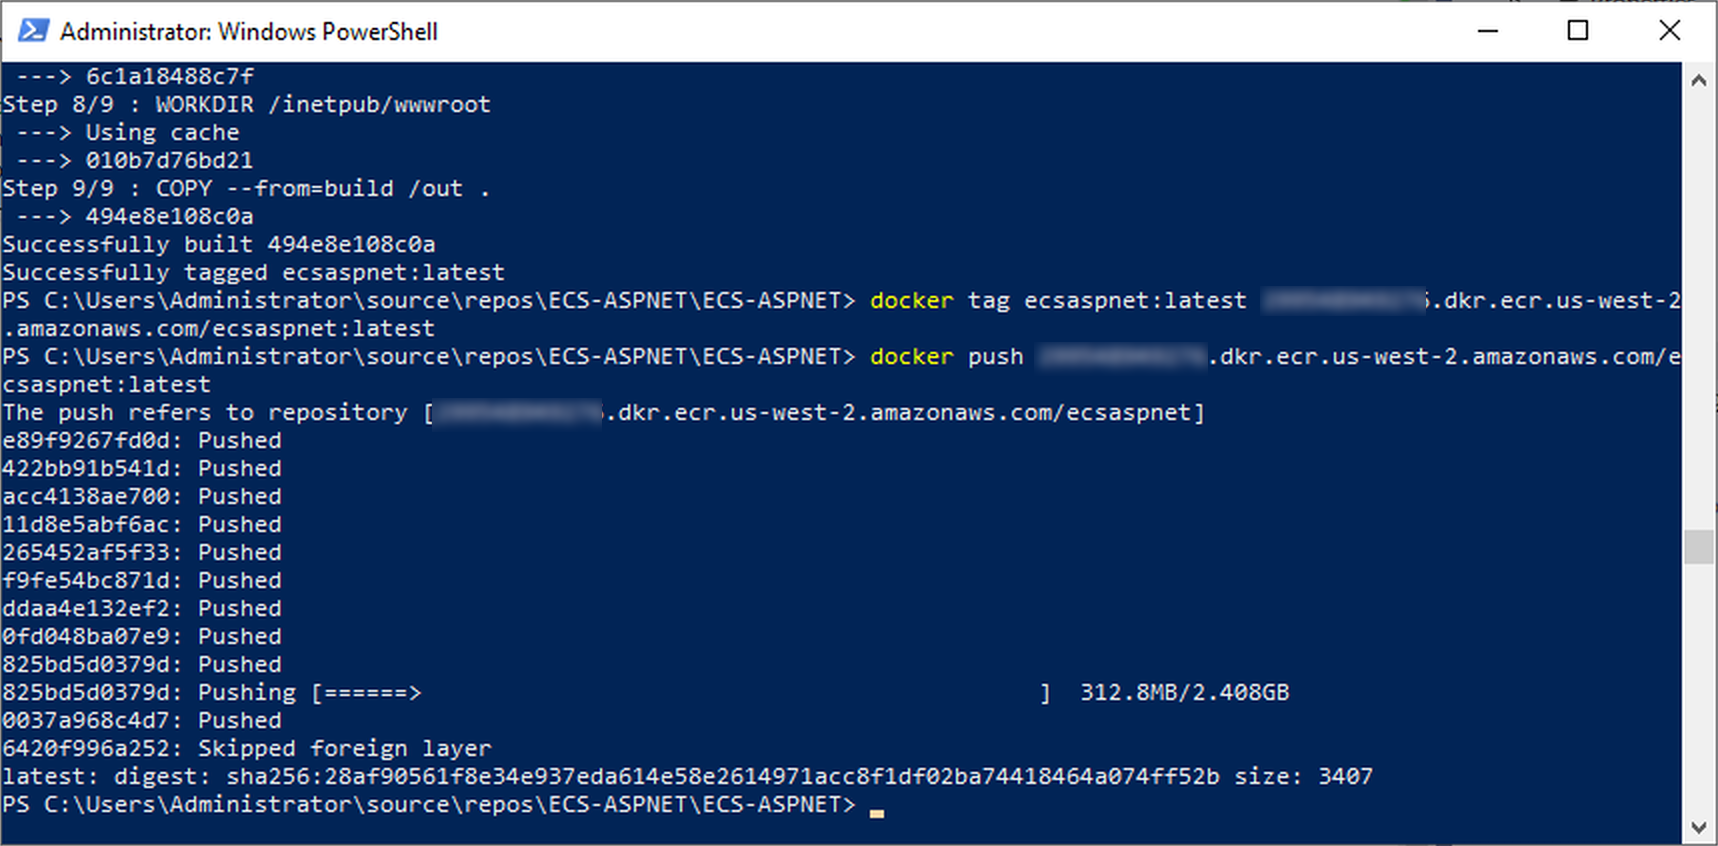 Administrator: Windows PowerShell
---> 6c1a18488c7f
Step 8/9 : WORKDIR /inetpub/wwwroot
---> Using cache
---> 010b7d76bd21
Step 9/9 : COPY --from=build /out .
---> 494e8e108c0a
Successfully built 494e8e108c0a
Successfully tagged ecsaspnet:latest
PS C:\Users\Administrator\source\repos\ECS-ASPNET\ECS-ASPNET> docker tag ecsaspnet:latest .dkr.ecr.us-west-2
.amazonaws.com/ecsaspnet:latest
PS C:\Users\Administrator\source\repos\ECS-ASPNET\ECS-ASPNET> docker push .dkr.ecr.us-west-2.amazonaws.com/e
csaspnet:latest
The push refers to repository [.dkr.ecr.us-west-2.amazonaws.com/ecsaspnet]
e89f9267fd0d: Pushed
422bb91b541d: Pushed
acc4138ae700: Pushed
11d8e5abf6ac: Pushed
265452af5f33: Pushed
f9fe54bc871d: Pushed
ddaa4e132ef2: Pushed
0fd048ba07e9: Pushed
825bd5d0379d: Pushed
825bd5d0379d: Pushing [======> ] 312.8MB/2.408GB
0037a968c4d7: Pushed
6420f996a252: Skipped foreign layer
latest: digest: sha256:28af90561f8e34e937eda614e58e2614971acc8f1df02ba74418464a074ff52b size: 3407
PS C:\Users\Administrator\source\repos\ECS-ASPNET\ECS-ASPNET>